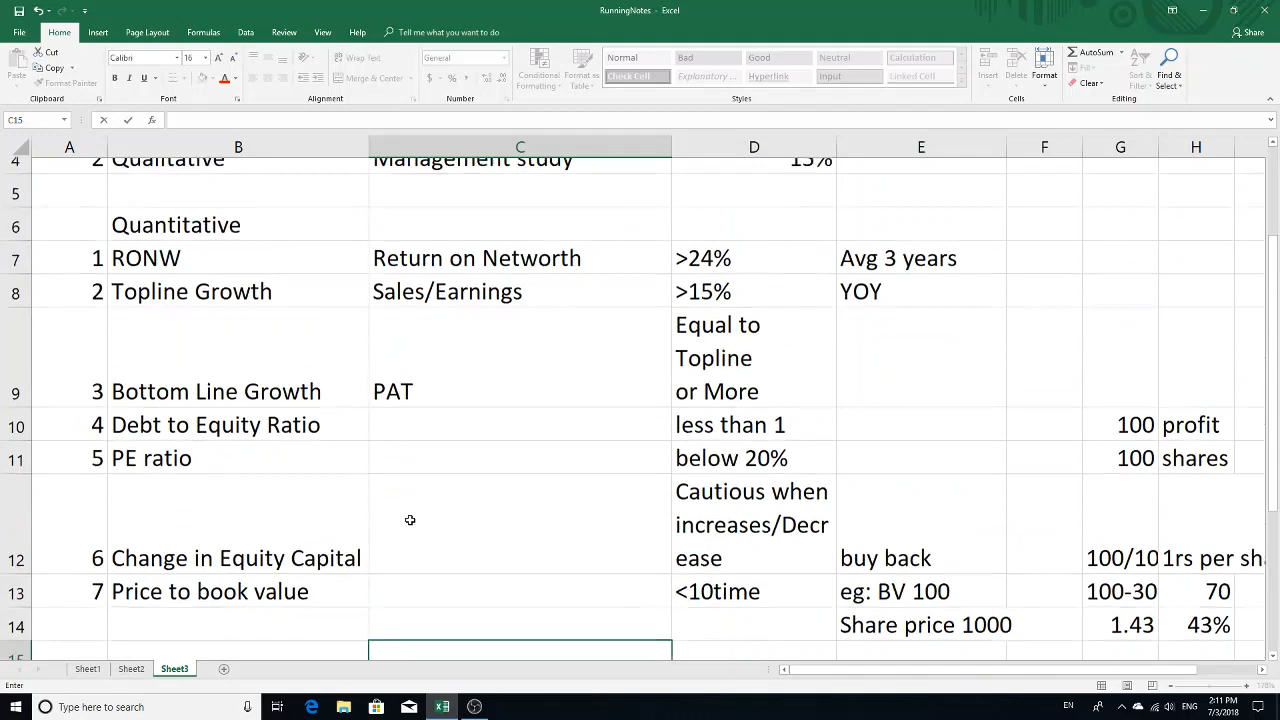 RunningNotes - Excel
File Home Insert Page Layout Formulas Data Review View Help Tell me what you want to do Share
Cut
Copy
Format Painter
Paste
Clipboard
Calibri 16
B I U A
Font
Wrap Text
Merge & Center
Alignment
General
$ % ,
Number
Conditional Formatting
Format as Table
Normal Bad Good Neutral Calculation
Check Cell Explanatory ... Hyperlink Input Linked Cell
Styles
Insert Delete Format
Cells
AutoSum
Fill
Clear
Sort & Filter
Find & Select
Editing
C15 fx
A B C D E F G H
4 2 Qualitative Management study 15%
5
6 Quantitative
7 1 RONW Return on Networth >24% Avg 3 years
8 2 Topline Growth Sales/Earnings >15% YOY
Equal to
Topline
9 3 Bottom Line Growth PAT or More
10 4 Debt to Equity Ratio less than 1 100 profit
11 5 PE ratio below 20% 100 shares
Cautious when
increases/Decr
12 6 Change in Equity Capital ease buy back 100/10 1rs per sh
13 7 Price to book value <10time eg: BV 100 100-30 70
14 Share price 1000 1.43 43%
15
Sheet1 Sheet2 Sheet3
Enter 178%
Type here to search
EN
2:11 PM
7/3/2018